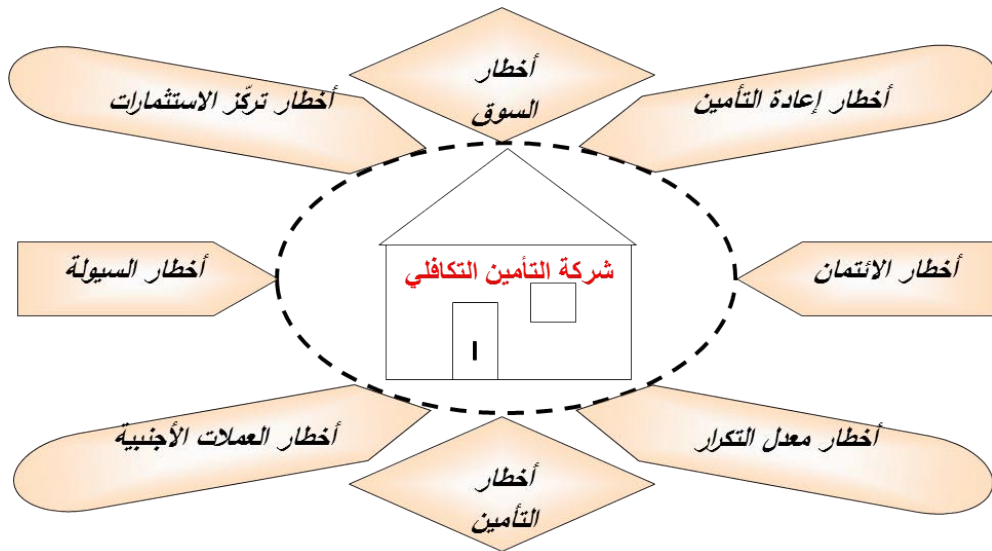 أخطار
السوق
أخطار إعادة التأمين
أخطار تركّز الاستثمارات
أخطار الائتمان
شركة التأمين التكافلي
أخطار السيولة
أخطار معدل التكرار
أخطار العملات الأجنبية
أخطار
التأمين